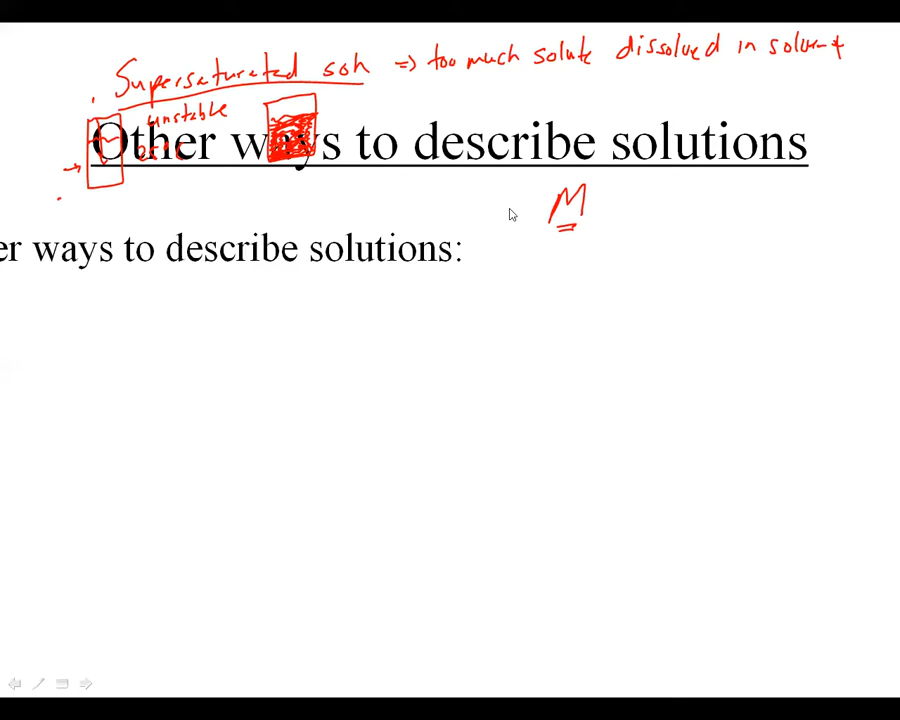 Supersaturated soln => too much solute dissolved in solvent
unstable
Other ways to describe solutions
25°C
M
er ways to describe solutions: